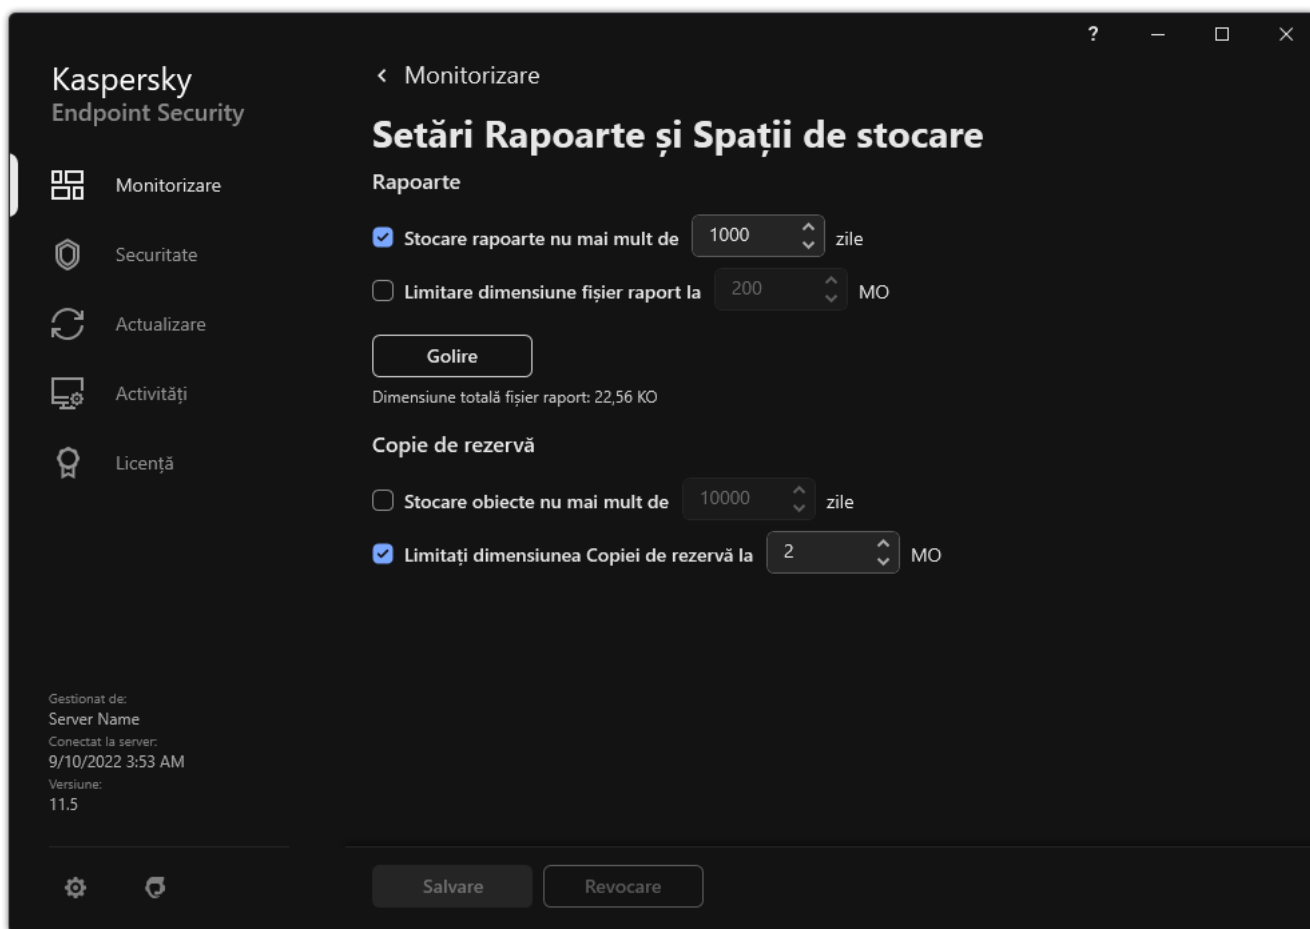 ?
Kaspersky
Endpoint Security
Monitorizare
Securitate
Actualizare
Activități
Licență
Gestionat de:
Server Name
Conectat la server:
9/10/2022 3:53 AM
Versiune:
11.5
Monitorizare
Setări Rapoarte și Spații de stocare
Rapoarte
Stocare rapoarte nu mai mult de 1000 zile
Limitare dimensiune fișier raport la 200 MO
Golire
Dimensiune totală fișier raport: 22,56 KO
Copie de rezervă
Stocare obiecte nu mai mult de 10000 zile
Limitați dimensiunea Copiei de rezervă la 2 MO
Salvare Revocare